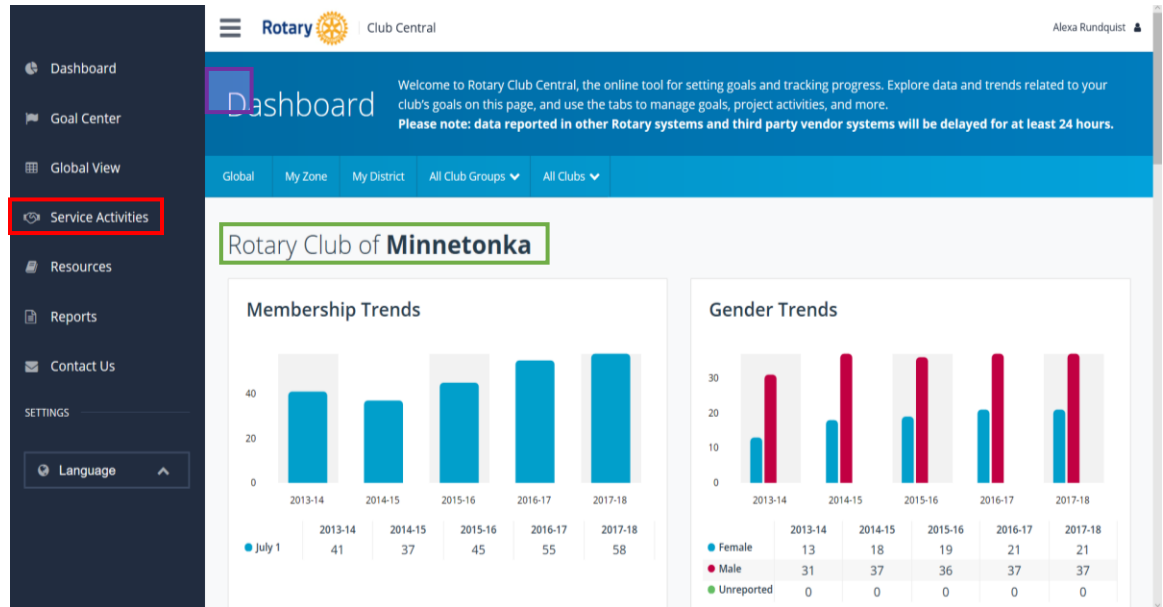 Rotary
Club Central
Alexa Rundquist
Dashboard
Goal Center
Global View
Service Activities
Resources
Reports
Contact Us
SETTINGS
Language
Dashboard
Welcome to Rotary Club Central, the online tool for setting goals and tracking progress. Explore data and trends related to your
club's goals on this page, and use the tabs to manage goals, project activities, and more.
Please note: data reported in other Rotary systems and third party vendor systems will be delayed for at least 24 hours.
Global My Zone My District All Club Groups All Clubs
Rotary Club of Minnetonka
Membership Trends
40
20
0
2013-14 2014-15 2015-16 2016-17 2017-18
2013-14 2014-15 2015-16 2016-17 2017-18
July 1 41 37 45 55 58
Gender Trends
30
20
10
0
2013-14 2014-15 2015-16 2016-17 2017-18
2013-14 2014-15 2015-16 2016-17 2017-18
Female 13 18 19 21 21
Male 31 37 36 37 37
Unreported 0 0 0 0 0